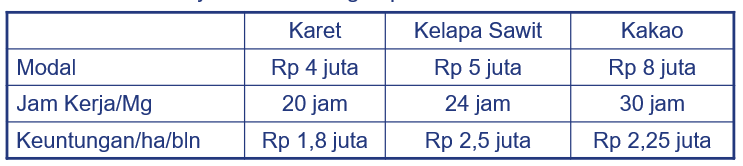 Karet Kelapa Sawit Kakao
Modal Rp 4 juta Rp 5 juta Rp 8 juta
Jam Kerja/Mg 20 jam 24 jam 30 jam
Keuntungan/ha/bln Rp 1,8 juta Rp 2,5 juta Rp 2,25 juta